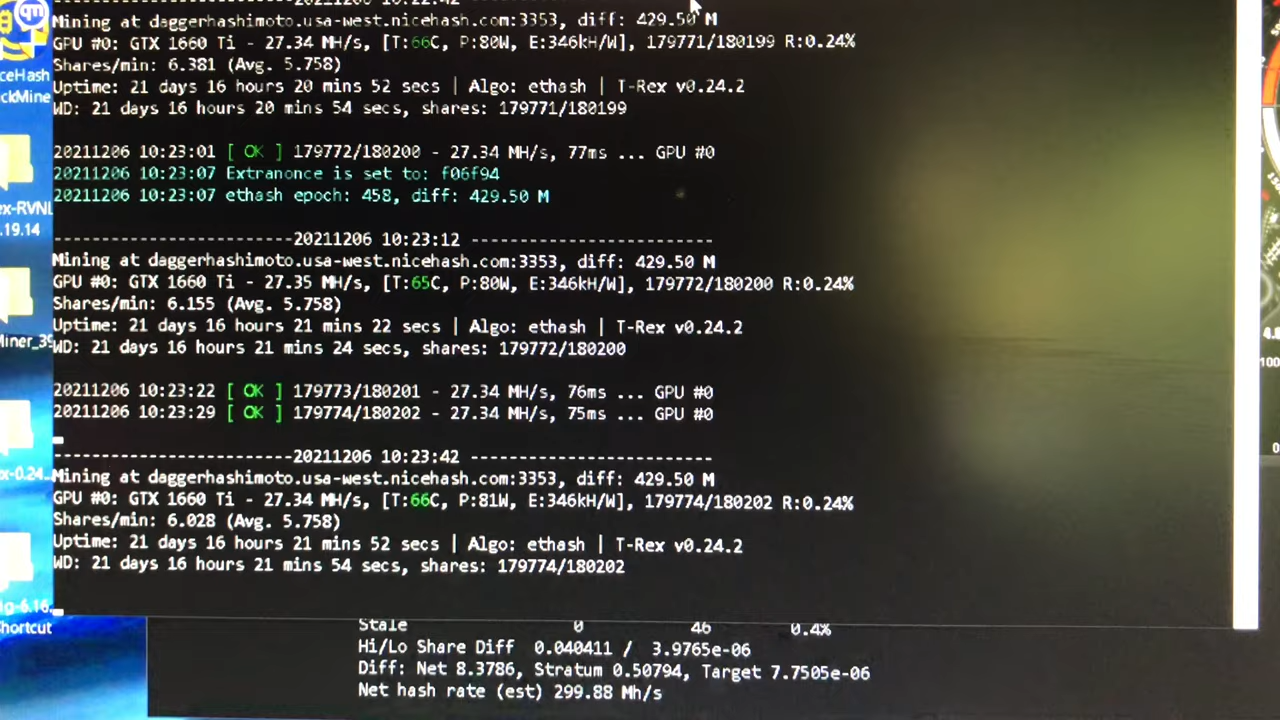 Mining at daggerhashimoto.usa-west.nicehash.com:3353, diff: 429.50 M
GPU #0: GTX 1660 Ti - 27.34 MH/s, [T:66C, P:80W, E:346kH/W], 179771/180199 R:0.24%
Shares/min: 6.381 (Avg. 5.758)
Uptime: 21 days 16 hours 20 mins 52 secs | Algo: ethash | T-Rex v0.24.2
WD: 21 days 16 hours 20 mins 54 secs, shares: 179771/180199
20211206 10:23:01 [ OK ] 179772/180200 - 27.34 MH/s, 77ms ... GPU #0
20211206 10:23:07 Extranonce is set to: f06f94
20211206 10:23:07 ethash epoch: 458, diff: 429.50 M
-------------------------20211206 10:23:12 -------------------------
Mining at daggerhashimoto.usa-west.nicehash.com:3353, diff: 429.50 M
GPU #0: GTX 1660 Ti - 27.35 MH/s, [T:65C, P:80W, E:346kH/W], 179772/180200 R:0.24%
Shares/min: 6.155 (Avg. 5.758)
Uptime: 21 days 16 hours 21 mins 22 secs | Algo: ethash | T-Rex v0.24.2
WD: 21 days 16 hours 21 mins 24 secs, shares: 179772/180200
20211206 10:23:22 [ OK ] 179773/180201 - 27.34 MH/s, 76ms ... GPU #0
20211206 10:23:29 [ OK ] 179774/180202 - 27.34 MH/s, 75ms ... GPU #0
-------------------------20211206 10:23:42 -------------------------
Mining at daggerhashimoto.usa-west.nicehash.com:3353, diff: 429.50 M
GPU #0: GTX 1660 Ti - 27.34 MH/s, [T:66C, P:81W, E:346kH/W], 179774/180202 R:0.24%
Shares/min: 6.028 (Avg. 5.758)
Uptime: 21 days 16 hours 21 mins 52 secs | Algo: ethash | T-Rex v0.24.2
WD: 21 days 16 hours 21 mins 54 secs, shares: 179774/180202
Stale 0 46 0.4%
Hi/Lo Share Diff 0.040411 / 3.9765e-06
Diff: Net 8.3786, Stratum 0.50794, Target 7.7505e-06
Net hash rate (est) 299.88 Mh/s
ceHash
ckMine
ex-RVNL
.19.14
Miner_39
ex-0.24
ig-6.16.
Shortcut